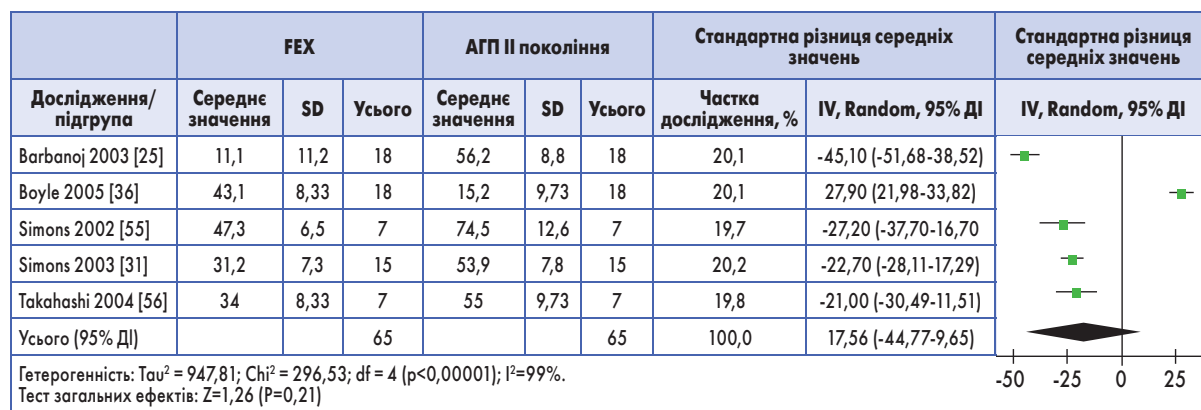 FEX	АГП II покоління	Стандартна різниця середніх значень	Стандартна різниця середніх значень
Дослідження/підгрупа	Середнє значення	SD	Усього	Середнє значення	SD	Усього	Частка дослідження, %	IV, Random, 95% ДІ	IV, Random, 95% ДІ
Barbanoj 2003 [25]	11,1	11,2	18	56,2	8,8	18	20,1	-45,10 (-51,68-38,52)
Boyle 2005 [36]	43,1	8,33	18	15,2	9,73	18	20,1	27,90 (21,98-33,82)
Simons 2002 [55]	47,3	6,5	7	74,5	12,6	7	19,7	-27,20 (-37,70-16,70
Simons 2003 [31]	31,2	7,3	15	53,9	7,8	15	20,2	-22,70 (-28,11-17,29)
Takahashi 2004 [56]	34	8,33	7	55	9,73	7	19,8	-21,00 (-30,49-11,51)
Усього (95% ДІ)	65	65	100,0	17,56 (-44,77-9,65)
Гетерогенність: Tau² = 947,81; Chi² = 296,53; df = 4 (p<0,00001); I²=99%.
Тест загальних ефектів: Z=1,26 (P=0,21)
-50 -25 0 25